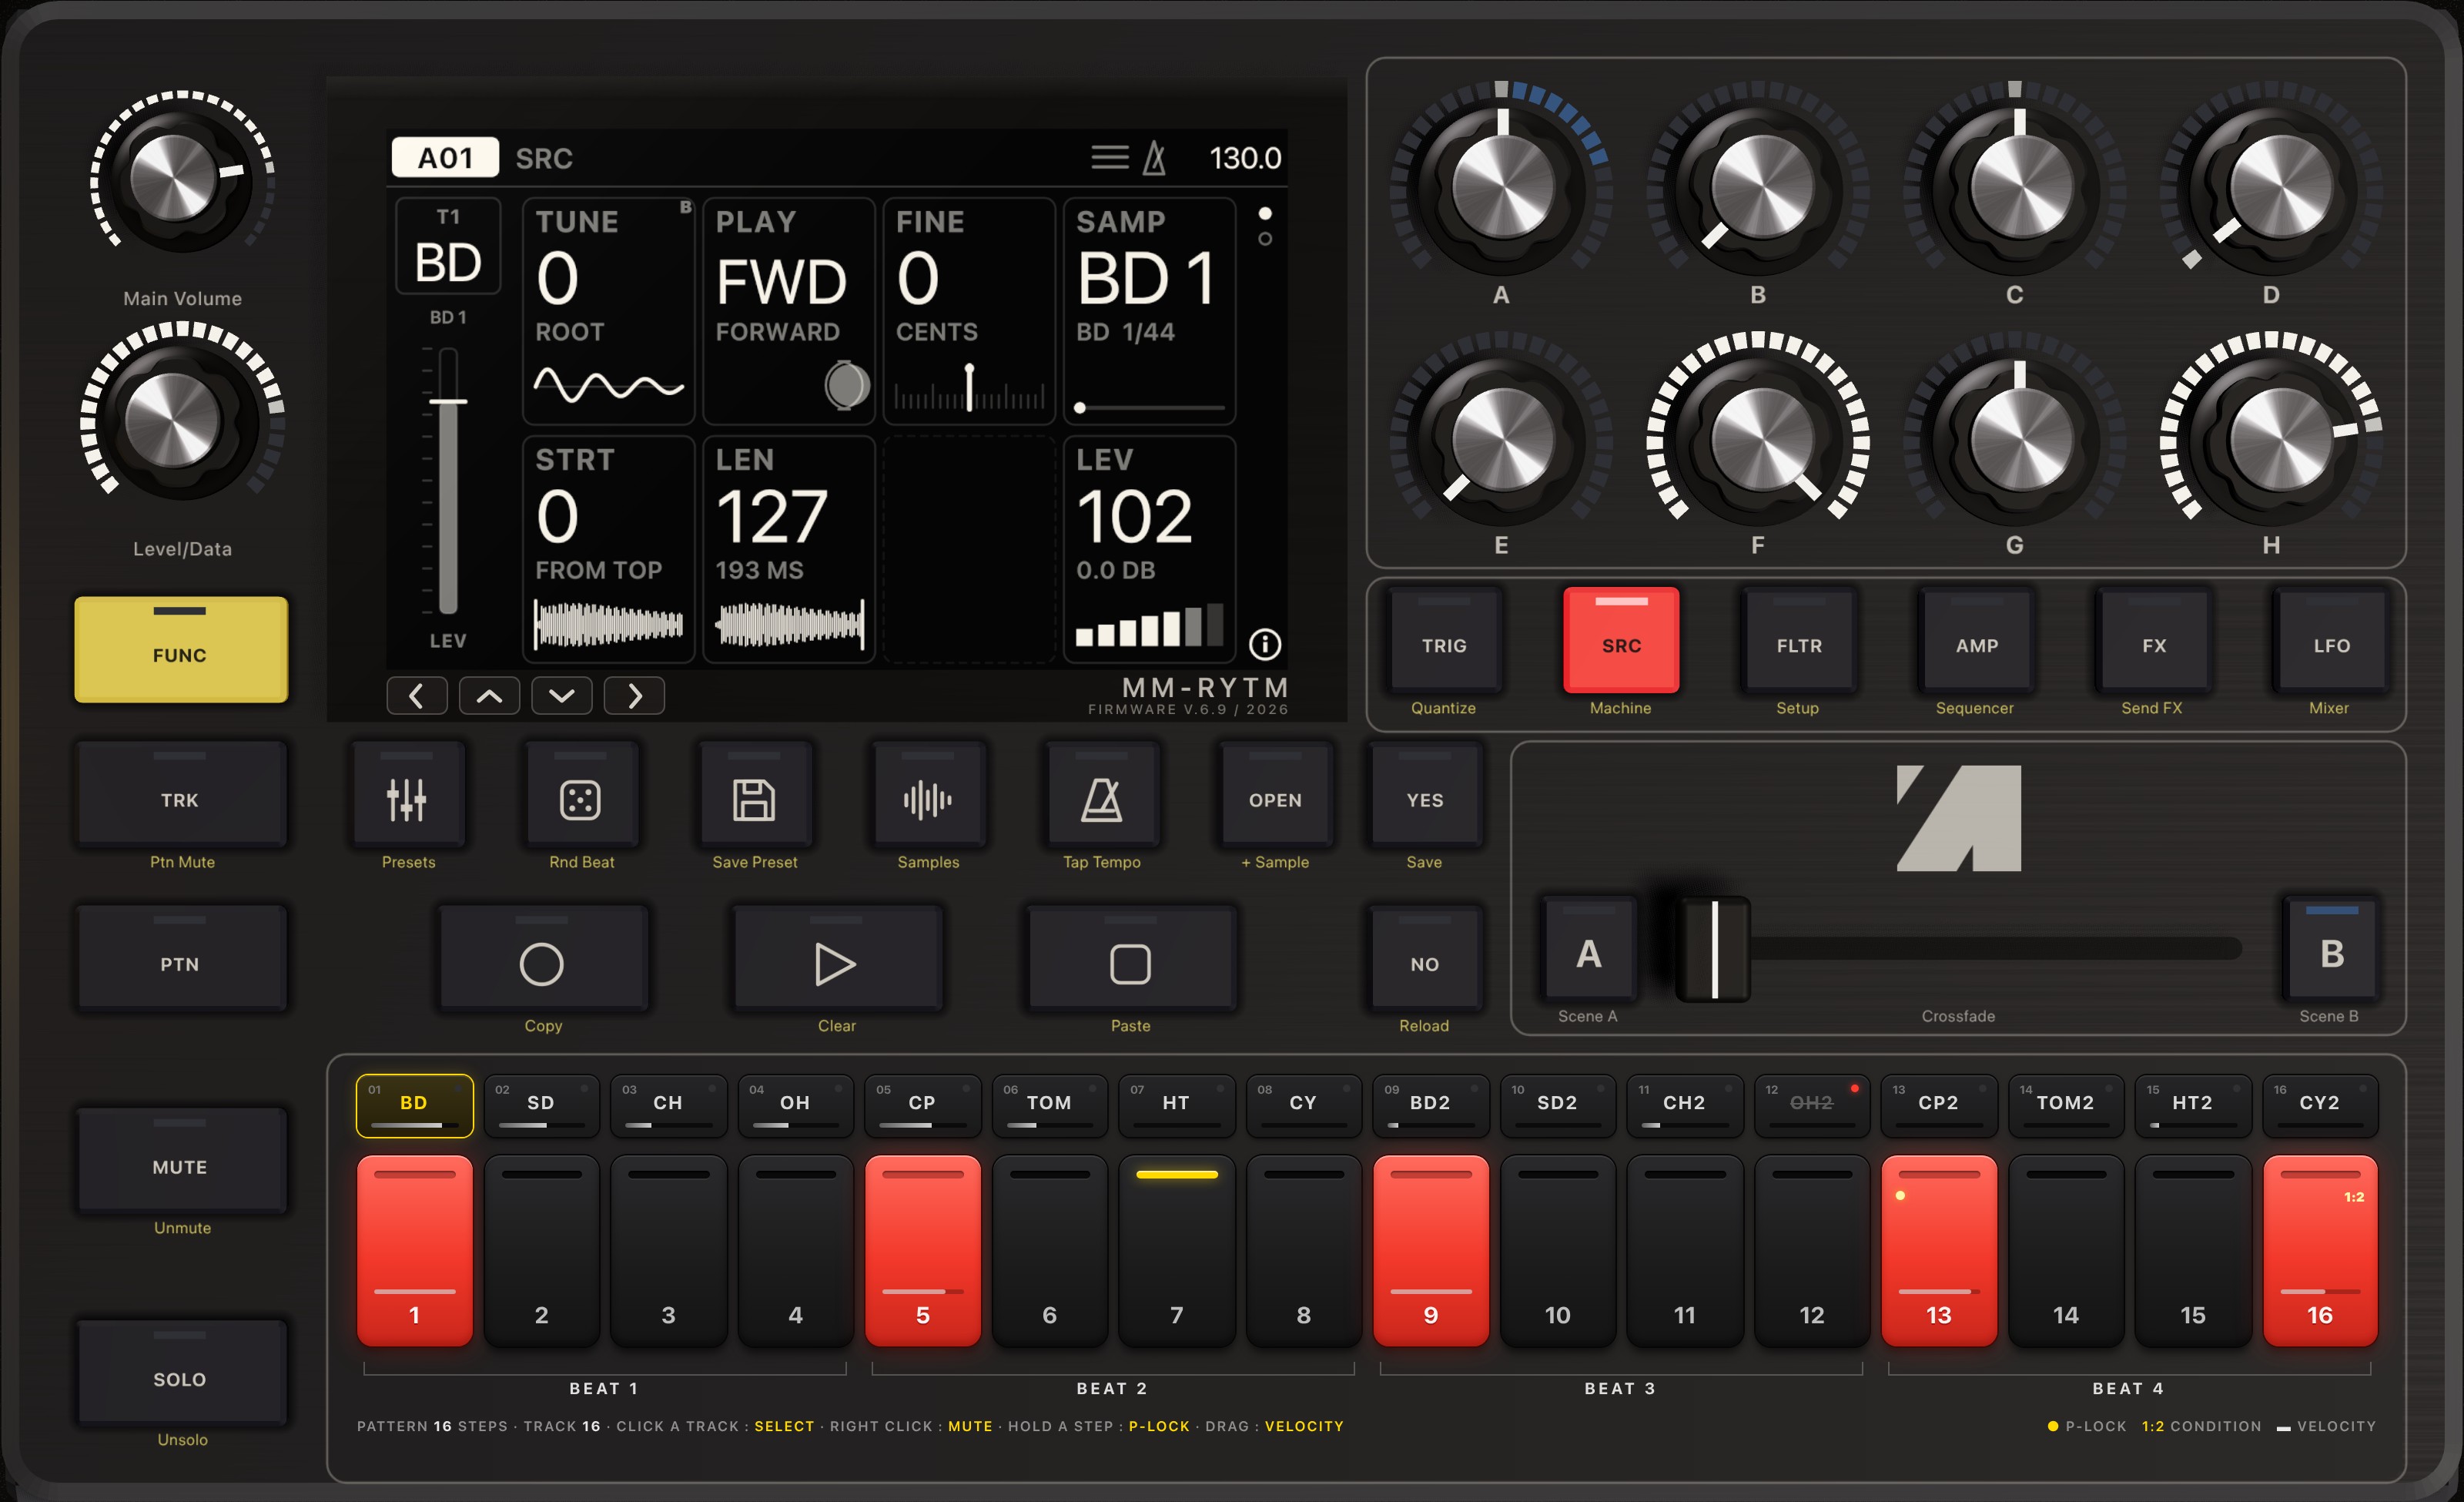 A01 SRC 130.0
T1
BD
BD 1
LEV
TUNE B
0
ROOT
PLAY
FWD
FORWARD
FINE
0
CENTS
SAMP
BD 1
BD 1/44
STRT
0
FROM TOP
LEN
127
193 MS
LEV
102
0.0 DB
MM-RYTM
FIRMWARE V.6.9 / 2026
Main Volume
Level/Data
A B C D
E F G H
FUNC
TRIG SRC FLTR AMP FX LFO
Quantize Machine Setup Sequencer Send FX Mixer
TRK OPEN YES
Ptn Mute Presets Rnd Beat Save Preset Samples Tap Tempo + Sample Save
PTN NO
Copy Clear Paste Reload
A B
Scene A Crossfade Scene B
MUTE
Unmute
SOLO
Unsolo
01 BD 02 SD 03 CH 04 OH 05 CP 06 TOM 07 HT 08 CY 09 BD2 10 SD2 11 CH2 12 OH2 13 CP2 14 TOM2 15 HT2 16 CY2
1:2
1 2 3 4 5 6 7 8 9 10 11 12 13 14 15 16
BEAT 1 BEAT 2 BEAT 3 BEAT 4
PATTERN 16 STEPS · TRACK 16 · CLICK A TRACK : SELECT · RIGHT CLICK : MUTE · HOLD A STEP : P-LOCK · DRAG : VELOCITY
P-LOCK 1:2 CONDITION VELOCITY